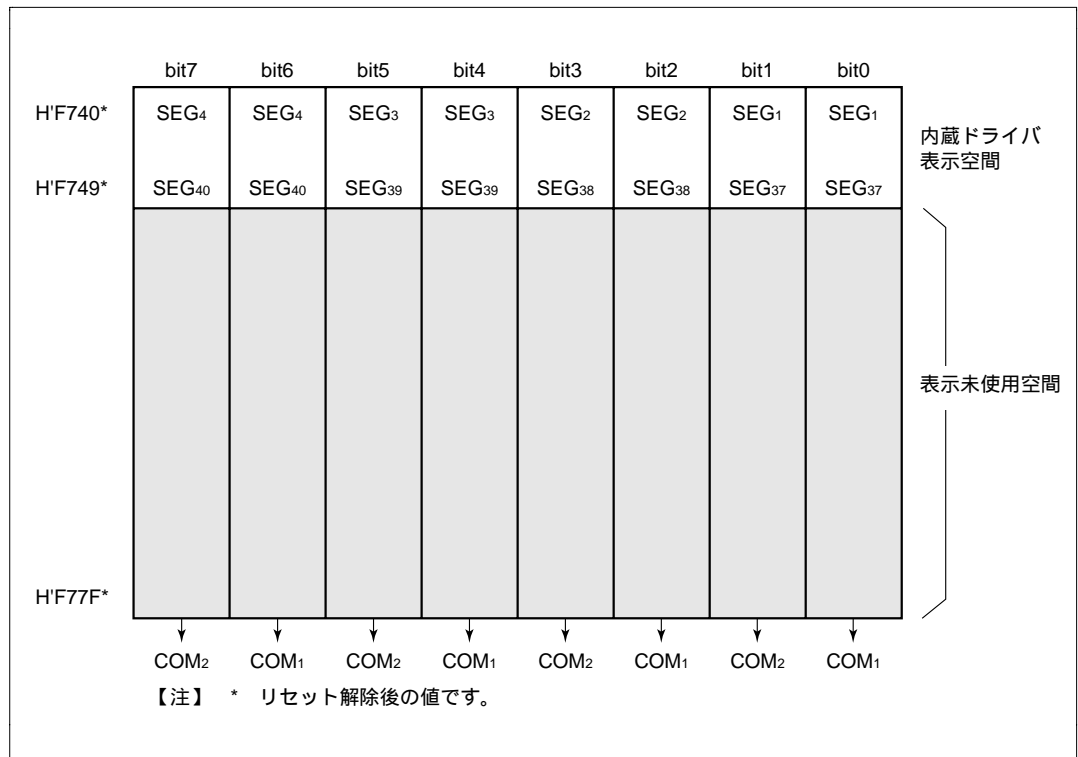 bit7 bit6 bit5 bit4 bit3 bit2 bit1 bit0
H'F740* SEG4 SEG4 SEG3 SEG3 SEG2 SEG2 SEG1 SEG1
内蔵ドライバ
表示空間
H'F749* SEG40 SEG40 SEG39 SEG39 SEG38 SEG38 SEG37 SEG37
表示未使用空間
H'F77F*
COM2 COM1 COM2 COM1 COM2 COM1 COM2 COM1
【注】 * リセット解除後の値です。